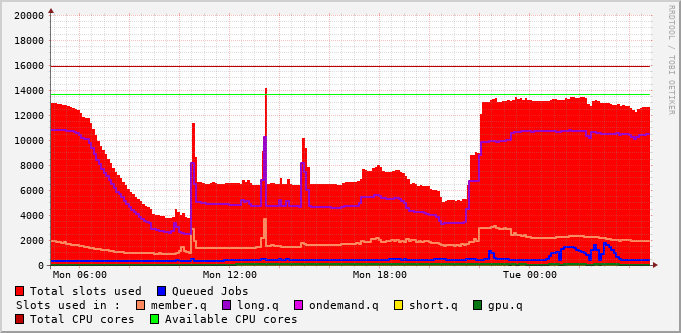 20000
18000
16000
14000
12000
10000
8000
6000
4000
2000
0
Mon 06:00 Mon 12:00 Mon 18:00 Tue 00:00
RRDTOOL / TOBI OETIKER
Total slots used Queued Jobs
Slots used in : member.q long.q ondemand.q short.q gpu.q
Total CPU cores Available CPU cores